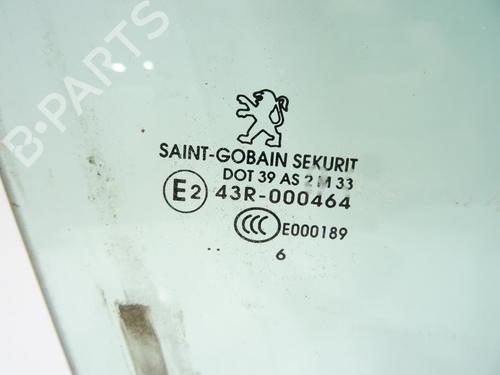 B-PARTS
SAINT-GOBAIN SEKURIT
DOT 39 AS 2 M 33
E2 43R-000464
CCC E000189
6